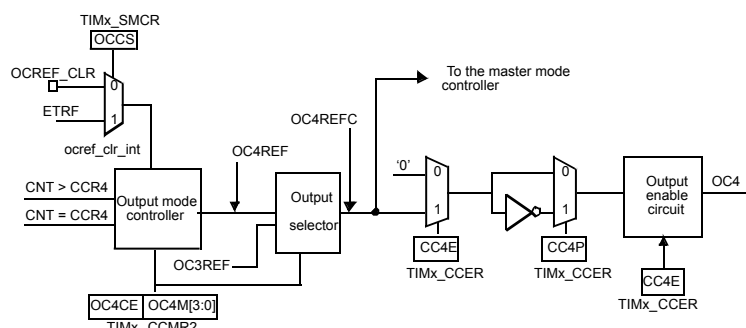 TIMx_SMCR
OCCS
OCREF_CLR
0
ETRF
1
ocref_clr_int
To the master mode
controller
OC4REFC
OC4REF
CNT > CCR4
CNT = CCR4
Output mode
controller
Output
selector
OC3REF
OC4CE
OC4M[3:0]
TIMx_CCMR2
'0'
0
1
CC4E
TIMx_CCER
0
1
CC4P
TIMx_CCER
Output
enable
circuit
OC4
CC4E
TIMx_CCER